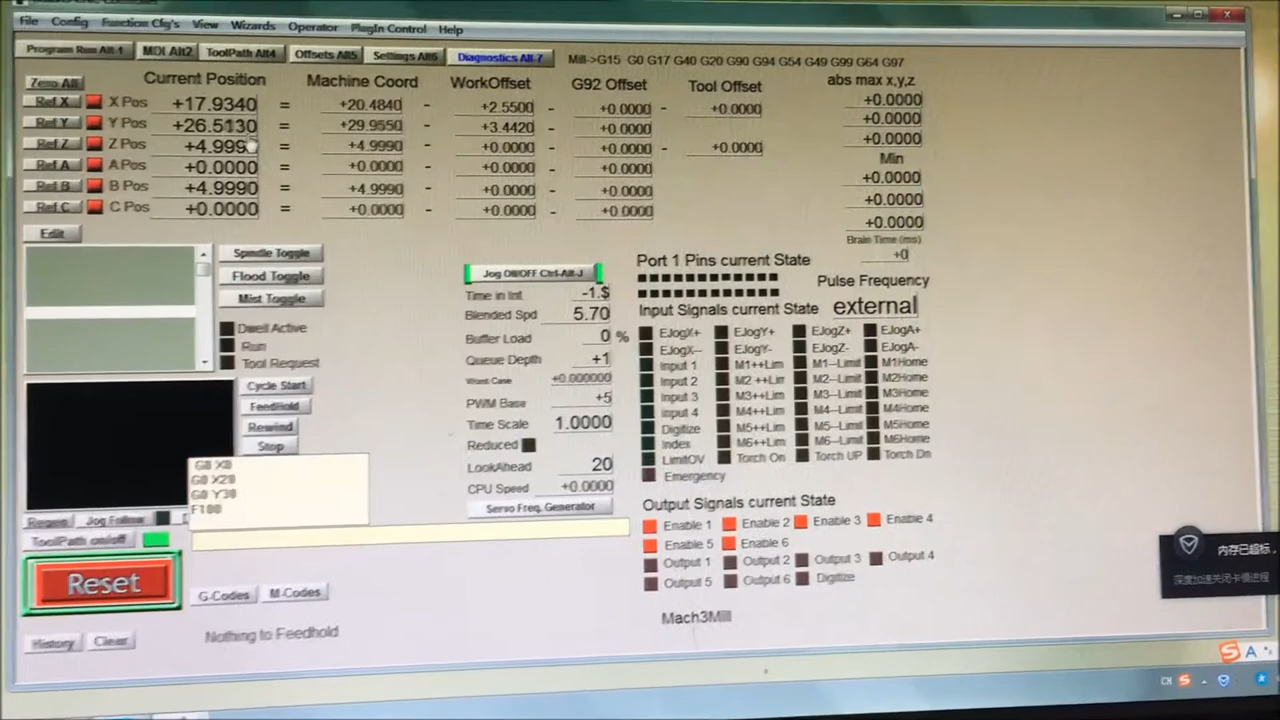 File Config Function Cfg's View Wizards Operator PlugIn Control Help
Program Run Alt-1 MDI Alt2 ToolPath Alt4 Offsets Alt5 Settings Alt6 Diagnostics Alt-7 Mill->G15 G0 G17 G40 G20 G90 G94 G54 G49 G99 G64 G97
Zero All Current Position Machine Coord WorkOffset G92 Offset Tool Offset abs max x,y,z
Ref X X Pos +17.9340 = +20.4840 - +2.5500 - +0.0000 - +0.0000 +0.0000
Ref Y Y Pos +26.5130 = +29.9550 - +3.4420 - +0.0000 +0.0000
Ref Z Z Pos +4.9990 = +4.9990 - +0.0000 - +0.0000 - +0.0000 +0.0000
Min
Ref A A Pos +0.0000 = +0.0000 - +0.0000 - +0.0000 +0.0000
Ref B B Pos +4.9990 = +4.9990 - +0.0000 - +0.0000 +0.0000
Ref C C Pos +0.0000 = +0.0000 - +0.0000 - +0.0000 +0.0000
Edit
Brain Time (ms)
+0
Spindle Toggle
Flood Toggle
Mist Toggle
Dwell Active
Run
Tool Request
Cycle Start
FeedHold
Rewind
Stop
G0 X0
G0 X20
G0 Y30
F100
Regen Jog Follow
ToolPath on/off
Reset
G-Codes M-Codes
History Clear
Nothing to Feedhold
Jog ON/OFF Ctrl-Alt-J
Time in Int -1.$
Blended Spd 5.70
Buffer Load 0 %
Queue Depth +1
Worst Case +0.000000
PWM Base +5
Time Scale 1.0000
Reduced
LookAhead 20
CPU Speed +0.0000
Servo Freq. Generator
Port 1 Pins current State
Pulse Frequency
Input Signals current State external
EJogX+ EJogY+ EJogZ+ EJogA+
EJogX-- EJogY- EJogZ- EJogA-
Input 1 M1++Lim M1--Limit M1Home
Input 2 M2 ++Lim M2--Limit M2Home
Input 3 M3++Lim M3--Limit M3Home
Input 4 M4++Lim M4--Limit M4Home
Digitize M5++Lim M5--Limit M5Home
Index M6++Lim M6--Limit M6Home
LimitOV Torch On Torch UP Torch Dn
Emergency
Output Signals current State
Enable 1 Enable 2 Enable 3 Enable 4
Enable 5 Enable 6
Output 1 Output 2 Output 3 Output 4
Output 5 Output 6 Digitize
Mach3Mill
内存已超标
深度加速关闭卡慢进程
S A
CH S